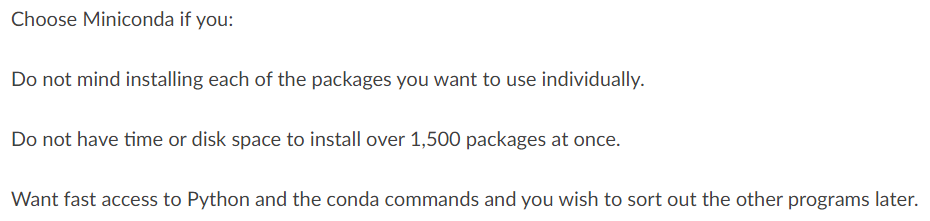 Choose Miniconda if you:
Do not mind installing each of the packages you want to use individually.
Do not have time or disk space to install over 1,500 packages at once.
Want fast access to Python and the conda commands and you wish to sort out the other programs later.